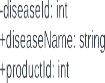 -diseaseId: int
+diseaseName: string
+productId: int